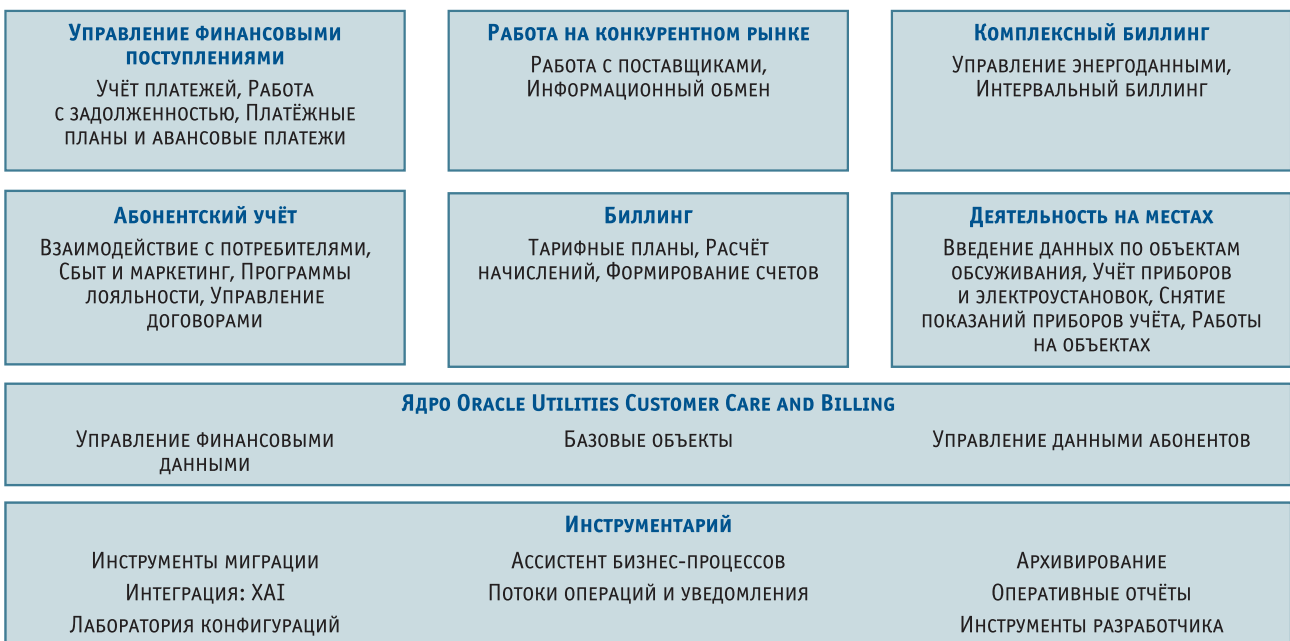 Управление финансовыми
поступлениями
Учёт платежей, Работа
с задолженностью, Платёжные
планы и авансовые платежи
Работа на конкурентном рынке
Работа с поставщиками,
Информационный обмен
Комплексный биллинг
Управление энергоданными,
Интервальный биллинг
Абонентский учёт
Взаимодействие с потребителями,
Сбыт и маркетинг, Программы
лояльности, Управление
договорами
Биллинг
Тарифные планы, Расчёт
начислений, Формирование счетов
Деятельность на местах
Введение данных по объектам
обсуживания, Учёт приборов
и электроустановок, Снятие
показаний приборов учёта, Работы
на объектах
Ядро Oracle Utilities Customer Care and Billing
Управление финансовыми
данными
Базовые объекты
Управление данными абонентов
Инструментарий
Инструменты миграции
Интеграция: XAI
Лаборатория конфигураций
Ассистент бизнес-процессов
Потоки операций и уведомления
Архивирование
Оперативные отчёты
Инструменты разработчика